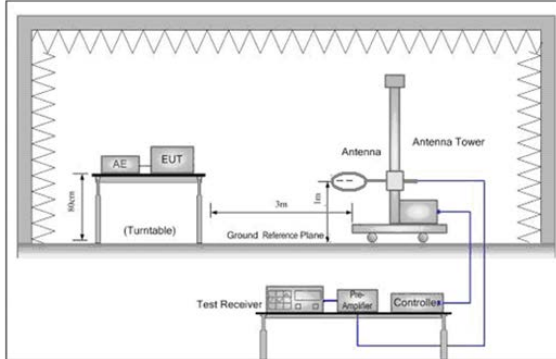 Antenna Tower
Antenna
EUT
AE
80cm
(Turntable)
3m
1m
Ground Reference Plane
Test Receiver
Pre-
Amplifier
Controller